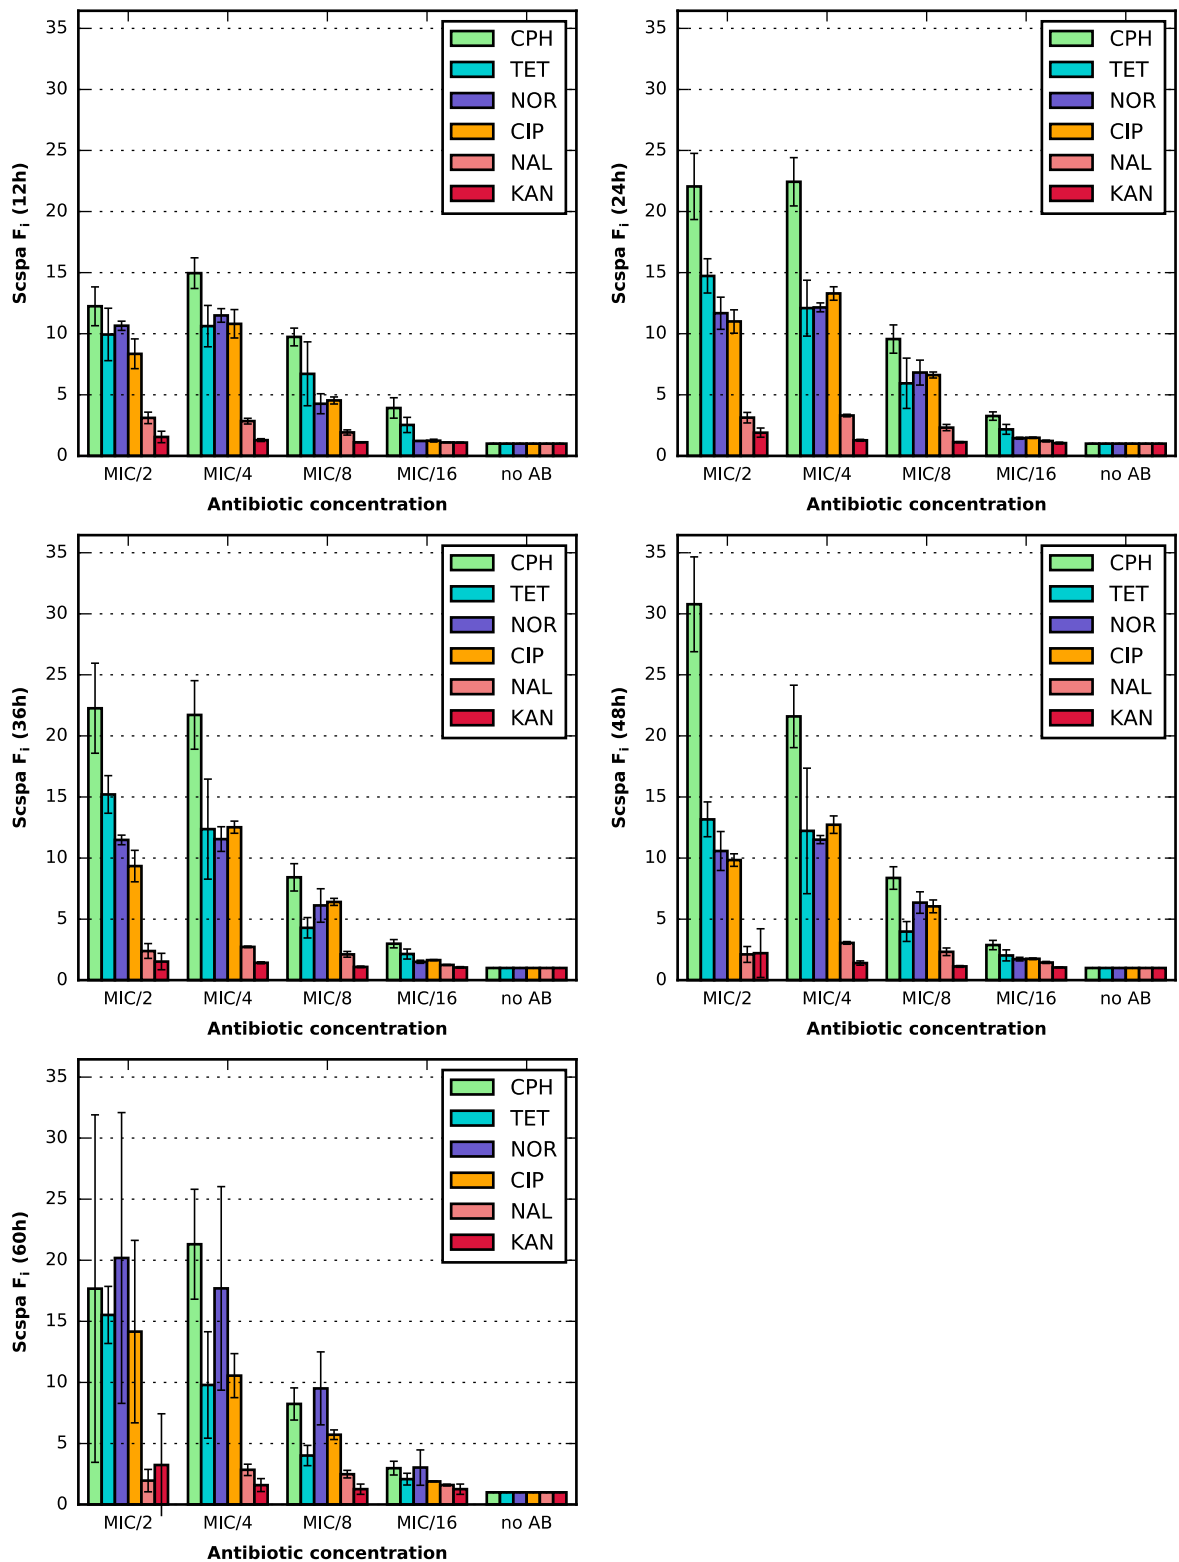 35
30
25
20
15
10
5
0
Scspa Fi (12h)
CPH
TET
NOR
CIP
NAL
KAN
MIC/2 MIC/4 MIC/8 MIC/16 no AB
Antibiotic concentration
35
30
25
20
15
10
5
0
Scspa Fi (24h)
CPH
TET
NOR
CIP
NAL
KAN
MIC/2 MIC/4 MIC/8 MIC/16 no AB
Antibiotic concentration
35
30
25
20
15
10
5
0
Scspa Fi (36h)
CPH
TET
NOR
CIP
NAL
KAN
MIC/2 MIC/4 MIC/8 MIC/16 no AB
Antibiotic concentration
35
30
25
20
15
10
5
0
Scspa Fi (48h)
CPH
TET
NOR
CIP
NAL
KAN
MIC/2 MIC/4 MIC/8 MIC/16 no AB
Antibiotic concentration
35
30
25
20
15
10
5
0
Scspa Fi (60h)
CPH
TET
NOR
CIP
NAL
KAN
MIC/2 MIC/4 MIC/8 MIC/16 no AB
Antibiotic concentration